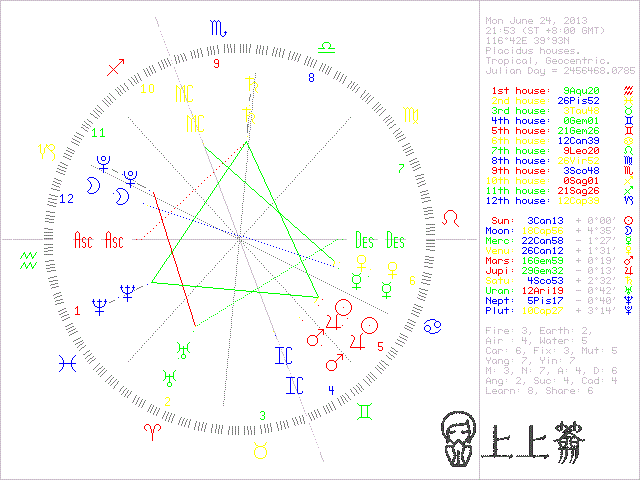 Mon June 24, 2013
21:53 (ST +8:00 GMT)
116°42E 39°93N
Placidus houses.
Tropical, Geocentric.
Julian Day = 2456468.0785
1st house: 9Aqu20
2nd house: 26Pis52
3rd house:
4th house: 0Gem01
5th house: 21Gem26
6th house: 12Can39
7th house: 9Leo20
8th house: 26Vir52
9th house: 3Sco48
10th house: 0Sag01
11th house: 21Sag26
12th house: 12Cap39
Sun: 3Can13 + 0°00'
Moon: + 4°35'
Merc: 22Can58 - 1°27'
Venu: 26Can12 + 1°31'
Mars: 16Gem59 + 0°19'
Jupi: 29Gem32 - 0°13'
Satu: 4Sco53 + 2°32'
Uran: 12Ari19 - 0°42'
Nept: 5Pis17 - 0°40'
Plut: 10Cap27 + 3°14'
Fire: 3, Earth: 2,
Air : 4, Water: 5
Car: 6, Fix: 3, Mut: 5
Yang: 7, Yin: 7
M: 3, N: 7, A: 4, D: 6
Ang: 2, Suc: 4, Cad: 4
Learn: 8, Share: 6
9
8
10
11
7
12
Asc Asc
Des Des
MC
MC
6
1
5
IC
IC
4
3
2
上上